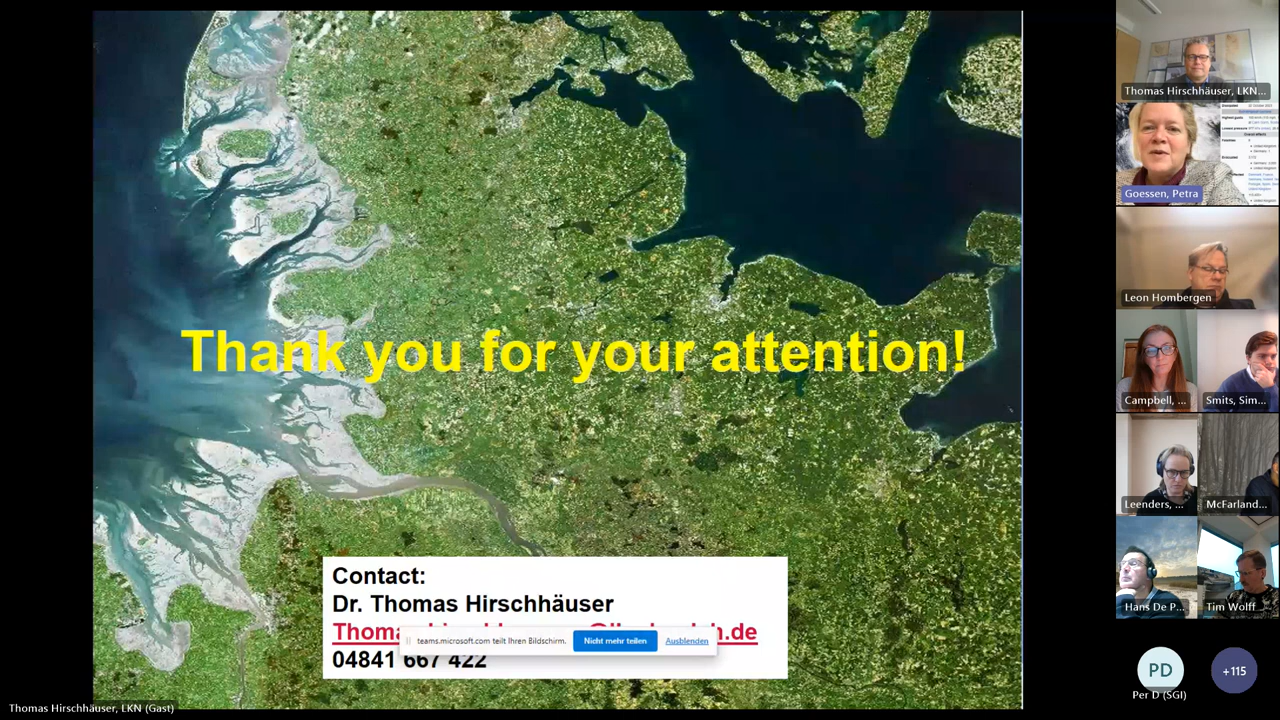 Thank you for your attention!
Contact:
Dr. Thomas Hirschhäuser
.de
04841 667 422
teams.microsoft.com teilt Ihren Bildschirm.
Nicht mehr teilen
Ausblenden
Thomas Hirschhäuser, LKN (Gast)
Thomas Hirschhäuser, LKN...
Goessen, Petra
Leon Hombergen
Campbell, ...
Smits, Sim...
Leenders, ...
McFarland...
Hans De P...
Tim Wolff
PD
Per D (SGI)
+115